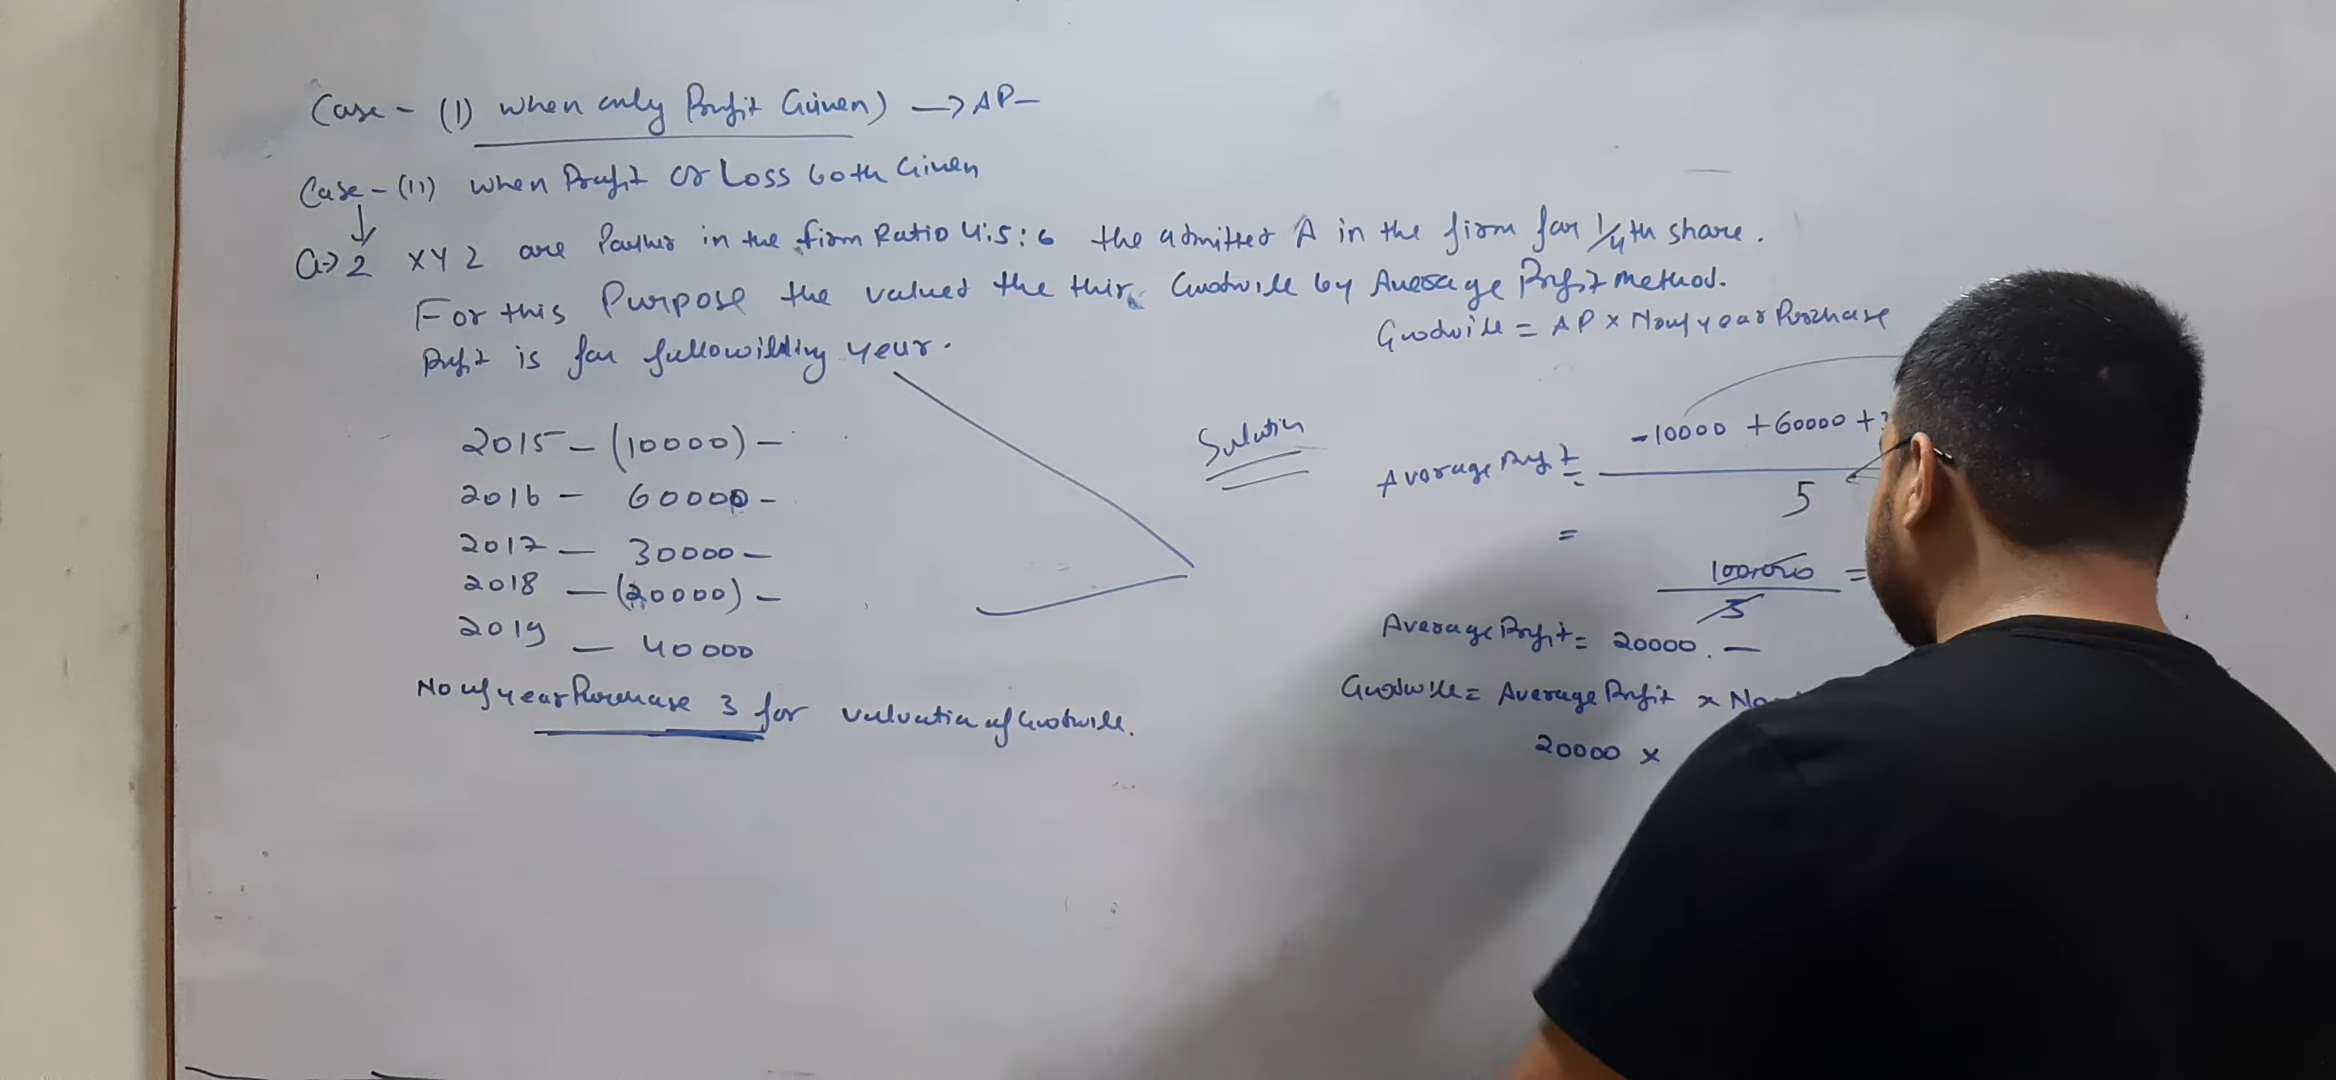 Case - (I) when only Profit Given) → AP -
Case - (II) when Profit or Loss both Given
Q→2 X Y Z are Partner in the firm Ratio 4:5:6 the admitted A in the firm for 1/4th share.
For this Purpose the valued the thir Goodwill by Average Profit method.
Profit is for following year.
2015 - (10000) -
2016 - 60000 -
2017 - 30000 -
2018 - (20000) -
2019 - 40000
No of year Purchase 3 for valuation of Goodwill.
Solution
Goodwill = AP × No of year Purchase
Average Profit = -10000 + 60000 +
5
=
100,000 =
5
Average Profit = 20000. -
Goodwill = Average Profit × No
20000 ×